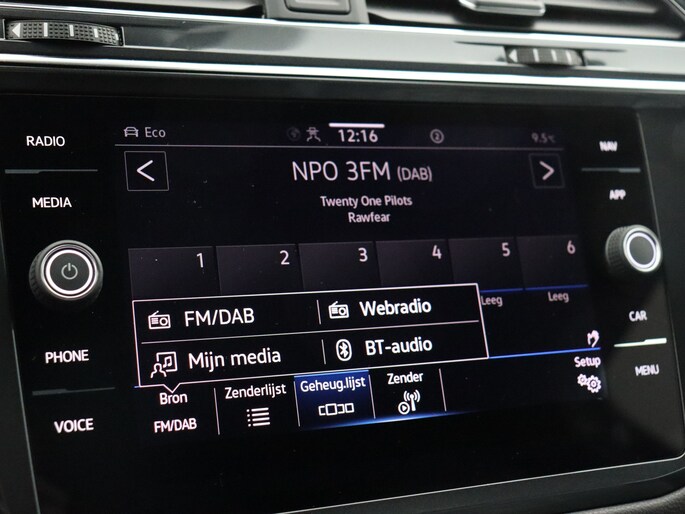 RADIO
MEDIA
PHONE
VOICE
Eco
12:16
2
9.5°C
<
NPO 3FM (DAB)
>
Twenty One Pilots
Rawfear
1 2 3 4 5 6
Leeg Leeg
FM/DAB Webradio
Mijn media BT-audio
Bron Zenderlijst Geheug.lijst Zender Setup
FM/DAB
NAV
APP
CAR
MENU